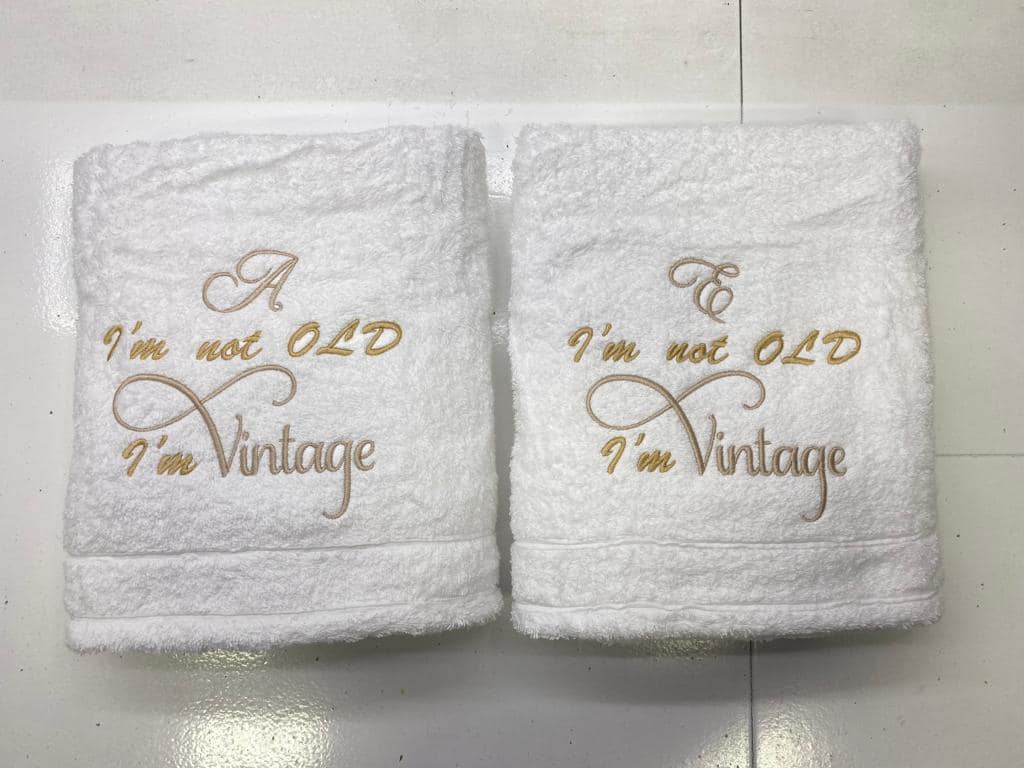 A
I'm not OLD
I'm Vintage
E
I'm not OLD
I'm Vintage